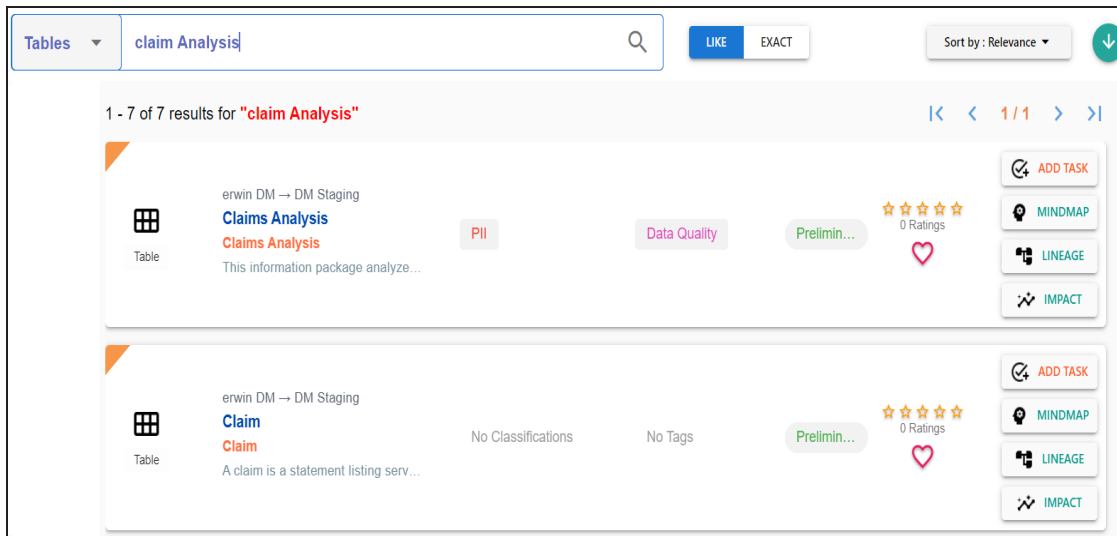 Tables
claim Analysis
LIKE
EXACT
Sort by : Relevance
1 - 7 of 7 results for "claim Analysis"
1 / 1
Table
erwin DM → DM Staging
Claims Analysis
Claims Analysis
This information package analyze...
PII
Data Quality
Prelimin...
0 Ratings
ADD TASK
MINDMAP
LINEAGE
IMPACT
Table
erwin DM → DM Staging
Claim
Claim
A claim is a statement listing serv...
No Classifications
No Tags
Prelimin...
0 Ratings
ADD TASK
MINDMAP
LINEAGE
IMPACT